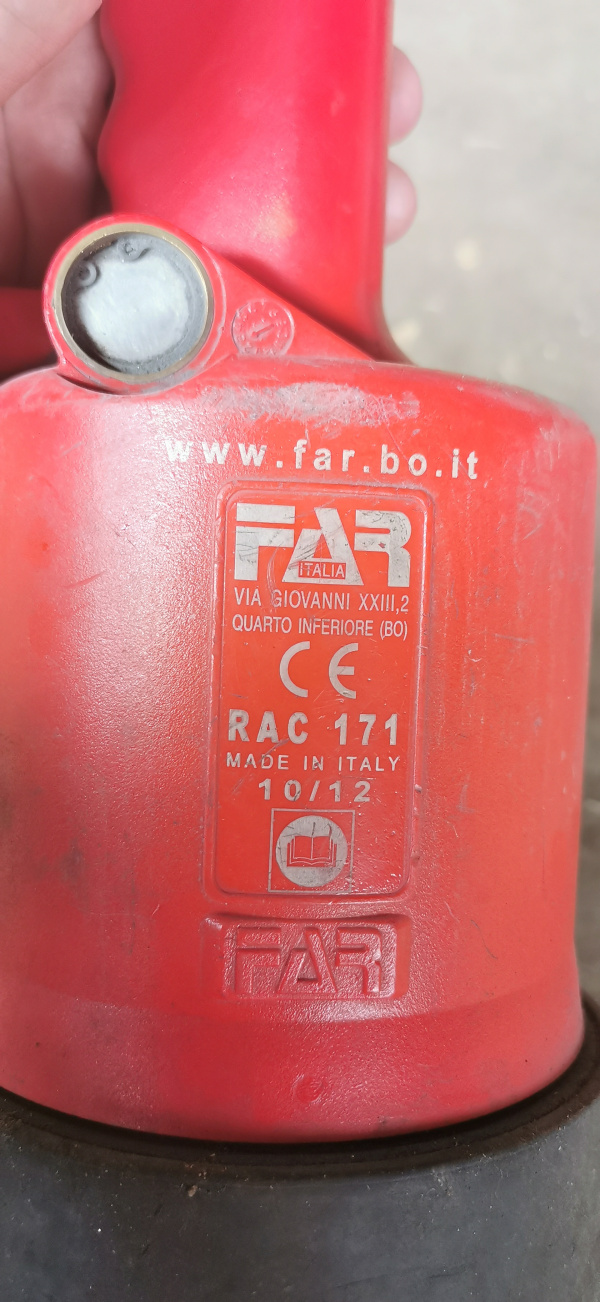 www.far.bo.it
FAR
ITALIA
VIA GIOVANNI XXIII,2
QUARTO INFERIORE (BO)
CE
RAC 171
MADE IN ITALY
10/12
FAR